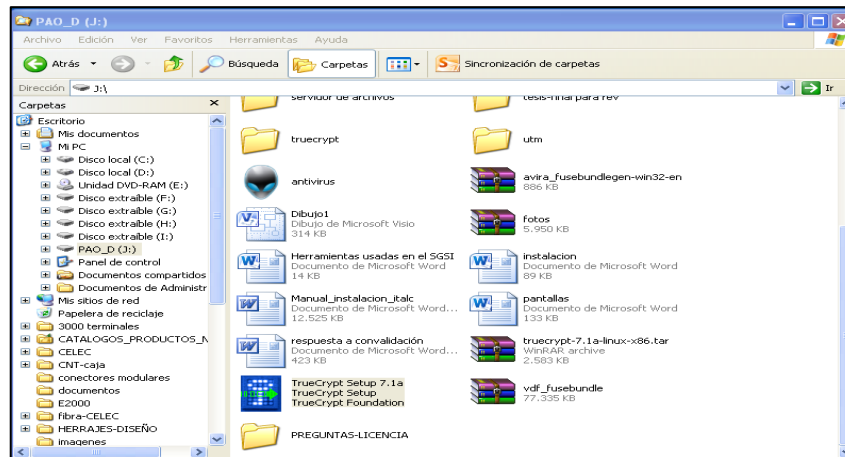 PAO_D (J:)
Archivo Edición Ver Favoritos Herramientas Ayuda
Atrás Búsqueda Carpetas Sincronización de carpetas
Dirección J:\ Ir
Carpetas
Escritorio
Mis documentos
Mi PC
Disco local (C:)
Disco local (D:)
Unidad DVD-RAM (E:)
Disco extraíble (F:)
Disco extraíble (G:)
Disco extraíble (H:)
Disco extraíble (I:)
PAO_D (J:)
Panel de control
Documentos compartidos
Documentos de Administr
Mis sitios de red
Papelera de reciclaje
3000 terminales
CATALOGOS_PRODUCTOS_N
CELEC
CNT-caja
conectores modulares
documentos
E2000
fibra-CELEC
HERRAJES-DISEÑO
imagenes
servidor de archivos
tesis-final para rev
truecrypt
utm
antivirus
avira_fusebundlegen-win32-en
886 KB
Dibujo1
Dibujo de Microsoft Visio
314 KB
fotos
5.950 KB
Herramientas usadas en el SGSI
Documento de Microsoft Word
14 KB
instalacion
Documento de Microsoft Word
89 KB
Manual_instalacion_italc
Documento de Microsoft Word...
12.525 KB
pantallas
Documento de Microsoft Word
133 KB
respuesta a convalidación
Documento de Microsoft Word...
423 KB
truecrypt-7.1a-linux-x86.tar
WinRAR archive
2.583 KB
TrueCrypt Setup 7.1a
TrueCrypt Setup
TrueCrypt Foundation
vdf_fusebundle
77.335 KB
PREGUNTAS-LICENCIA